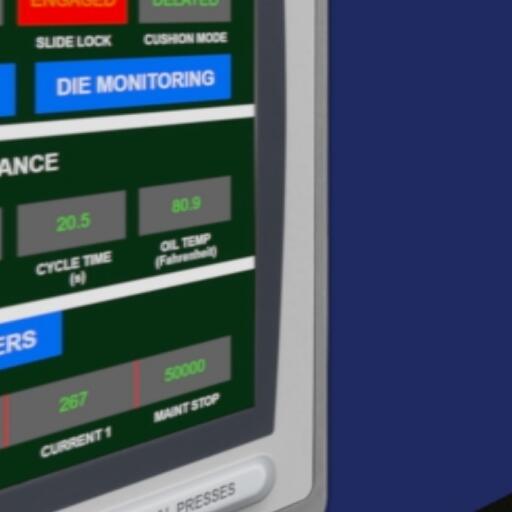 ENGAGED
DELAYED
SLIDE LOCK
CUSHION MODE
DIE MONITORING
ANCE
20.5
80.9
CYCLE TIME
(s)
OIL TEMP
(Fahrenheit)
ERS
267
50000
CURRENT 1
MAINT STOP
L PRESSES